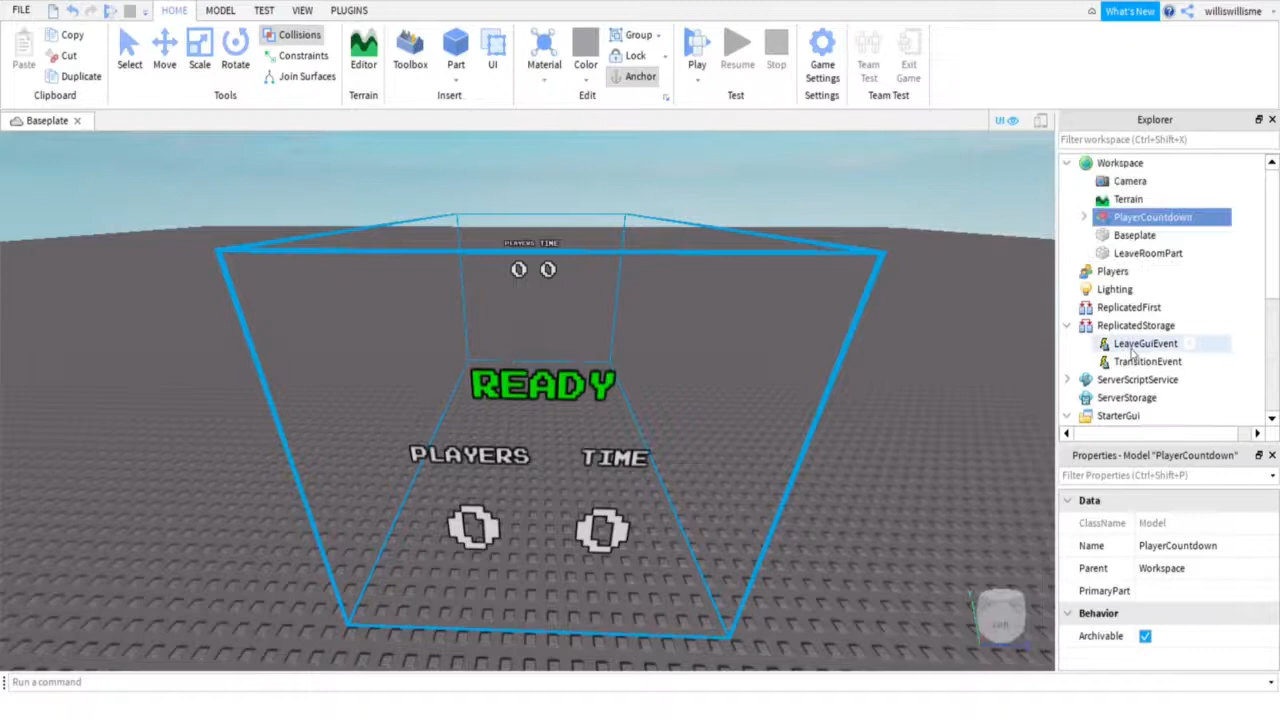 FILE HOME MODEL TEST VIEW PLUGINS What's New williswillisme
Paste Copy Cut Duplicate Clipboard
Select Move Scale Rotate Collisions Constraints Join Surfaces Tools
Editor Terrain
Toolbox Part UI Insert
Material Color Group Lock Anchor Edit
Play Resume Stop Test
Game Settings Settings
Team Test Exit Game Team Test
Baseplate UI
PLAYERS TIME
0 0
READY
PLAYERS TIME
0 0
Explorer
Filter workspace (Ctrl+Shift+X)
Workspace
Camera
Terrain
PlayerCountdown
Baseplate
LeaveRoomPart
Players
Lighting
ReplicatedFirst
ReplicatedStorage
LeaveGuiEvent
TransitionEvent
ServerScriptService
ServerStorage
StarterGui
Properties - Model "PlayerCountdown"
Filter Properties (Ctrl+Shift+P)
Data
ClassName Model
Name PlayerCountdown
Parent Workspace
PrimaryPart
Behavior
Archivable
Run a command